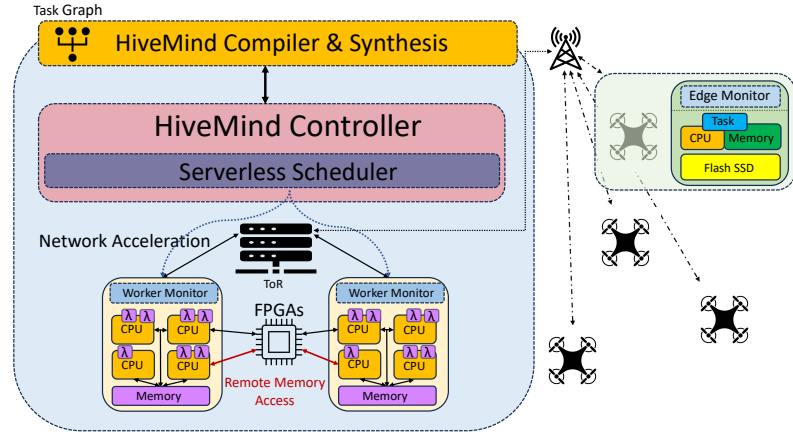 Task Graph
HiveMind Compiler & Synthesis
HiveMind Controller
Serverless Scheduler
Edge Monitor
Task
CPU
Memory
Flash SSD
Network Acceleration
ToR
Worker Monitor
λ λ
λ λ
CPU
CPU
λ
λ λ
CPU
CPU
Memory
FPGAs
Remote Memory
Access
Worker Monitor
λ λ
λ λ
CPU
CPU
λ
λ λ
CPU
CPU
Memory